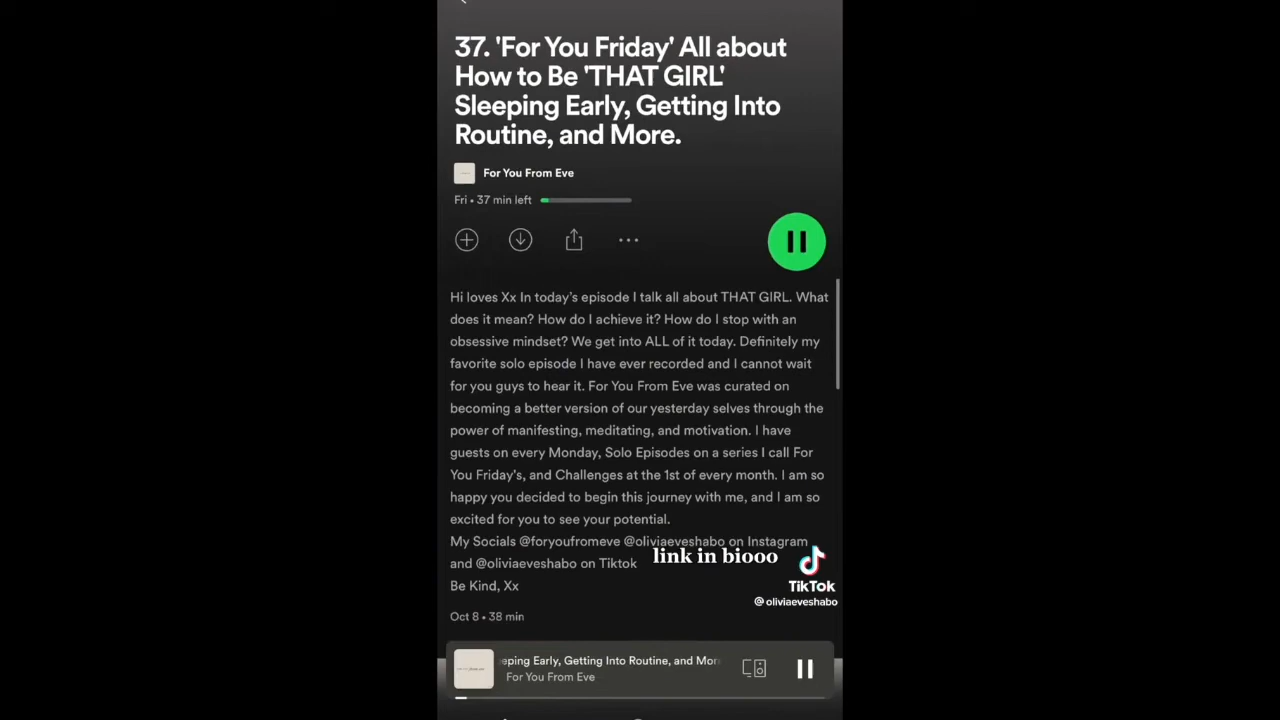 37. 'For You Friday' All about
How to Be 'THAT GIRL'
Sleeping Early, Getting Into
Routine, and More.
For You From Eve
Fri • 37 min left
Hi loves Xx In today's episode I talk all about THAT GIRL. What
does it mean? How do I achieve it? How do I stop with an
obsessive mindset? We get into ALL of it today. Definitely my
favorite solo episode I have ever recorded and I cannot wait
for you guys to hear it. For You From Eve was curated on
becoming a better version of our yesterday selves through the
power of manifesting, meditating, and motivation. I have
guests on every Monday, Solo Episodes on a series I call For
You Friday's, and Challenges at the 1st of every month. I am so
happy you decided to begin this journey with me, and I am so
excited for you to see your potential.
My Socials @foryoufromeve @oliviaeveshabo on Instagram
and @oliviaeveshabo on Tiktok
link in biooo
Be Kind, Xx
TikTok
@oliviaeveshabo
Oct 8 • 38 min
eping Early, Getting Into Routine, and Mor
For You From Eve